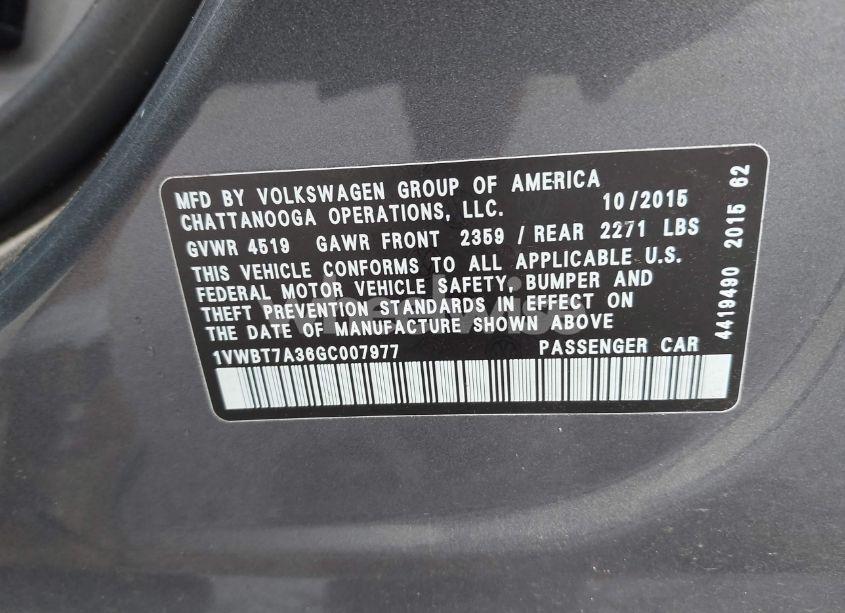 MFD BY VOLKSWAGEN GROUP OF AMERICA
CHATTANOOGA OPERATIONS, LLC. 10/2015
GVWR 4519 GAWR FRONT 2359 / REAR 2271 LBS
THIS VEHICLE CONFORMS TO ALL APPLICABLE U.S.
FEDERAL MOTOR VEHICLE SAFETY, BUMPER AND
THEFT PREVENTION STANDARDS IN EFFECT ON
THE DATE OF MANUFACTURE SHOWN ABOVE
1VWBT7A36GC007977 PASSENGER CAR
4419490 2015 62